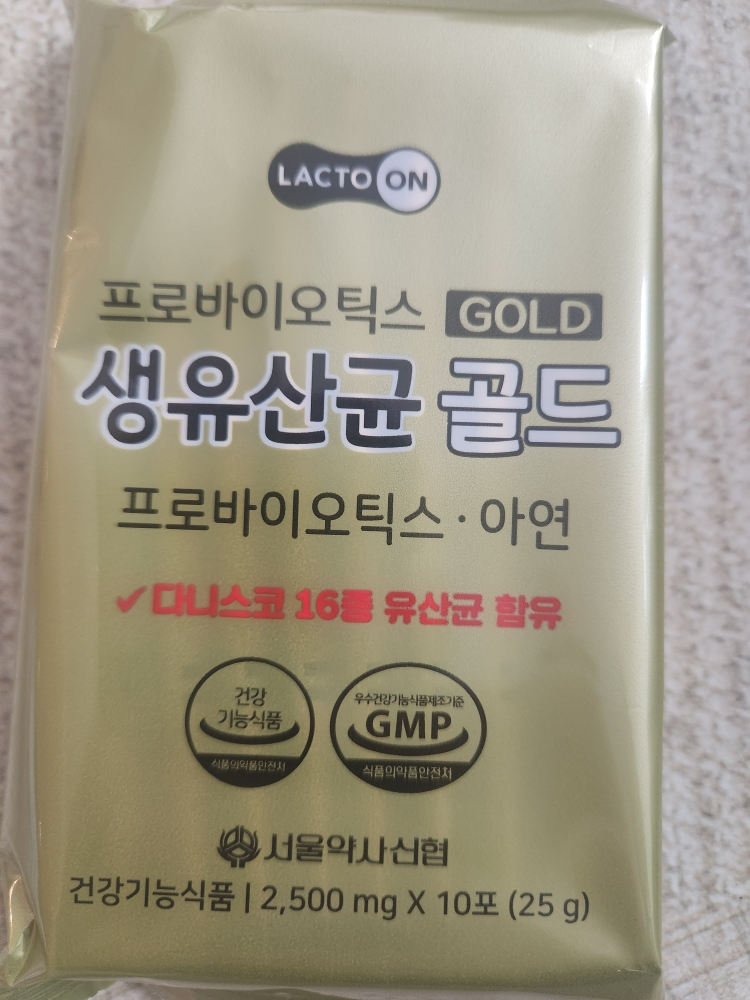 LACTO ON
프로바이오틱스 GOLD
생유산균 골드
프로바이오틱스 · 아연
✓다니스코 16종 유산균 함유
건강
기능식품
식품의약품안전처
우수건강기능식품제조기준
GMP
식품의약품안전처
서울약사신협
건강기능식품 | 2,500 mg X 10포 (25 g)